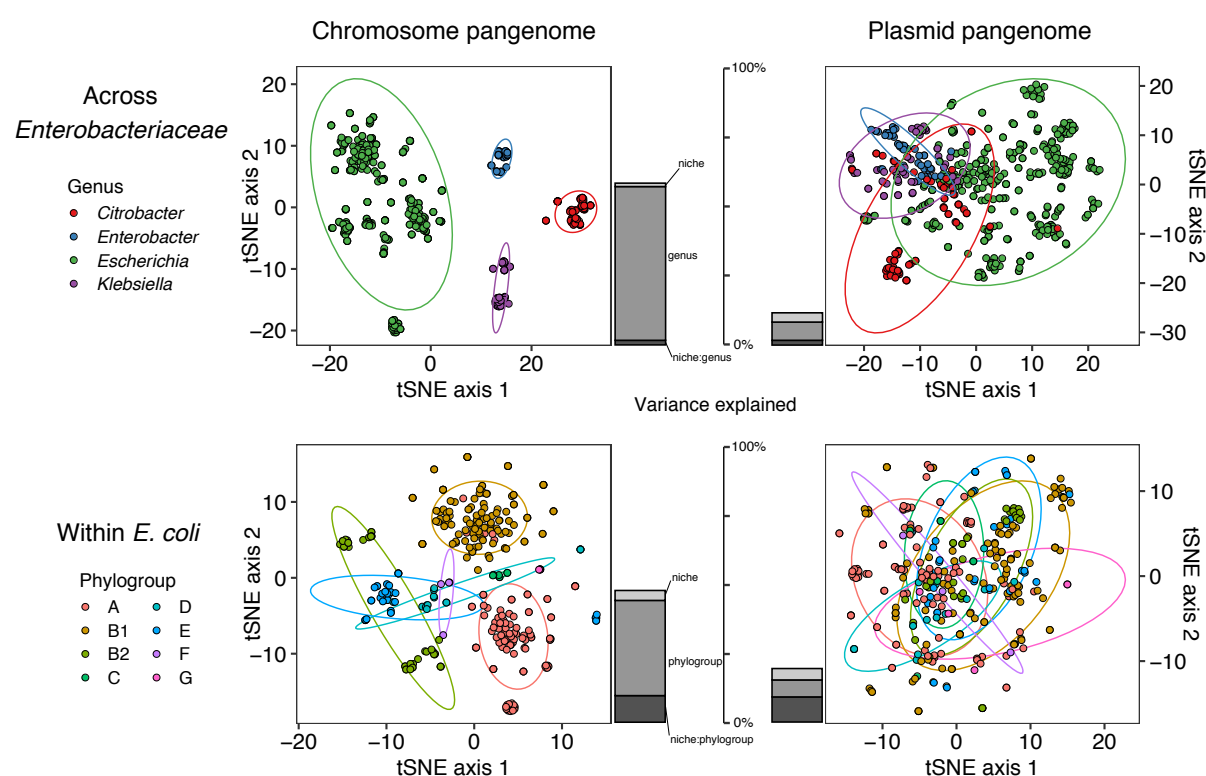 Chromosome pangenome
Plasmid pangenome
Across
Enterobacteriaceae
Genus
Citrobacter
Enterobacter
Escherichia
Klebsiella
tSNE axis 2
20
10
0
−10
−20
−20
0
20
tSNE axis 1
100%
niche
genus
0%
niche:genus
20
10
0
−10
−20
−30
tSNE axis 2
−20
−10
0
10
20
tSNE axis 1
Variance explained
Within E. coli
Phylogroup
A
B1
B2
C
D
E
F
G
tSNE axis 2
10
0
−10
−20
−10
0
10
tSNE axis 1
100%
niche
phylogroup
0%
niche:phylogroup
10
0
−10
tSNE axis 2
−10
0
10
20
tSNE axis 1